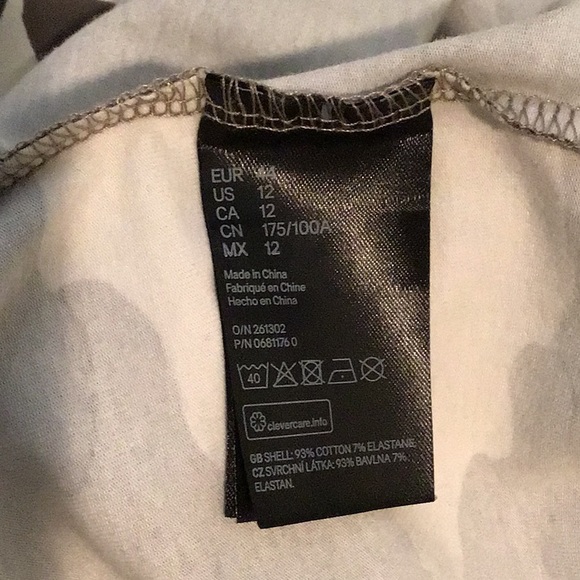 EUR 44
US 12
CA 12
CN 175/100A
MX 12
Made in China
Fabriqué en Chine
Hecho en China
O/N 261302
P/N 0681176 0
40
clevercare.info
GB SHELL: 93% COTTON 7% ELASTANE
CZ SVRCHNÍ LÁTKA: 93% BAVLNA 7%
ELASTAN.